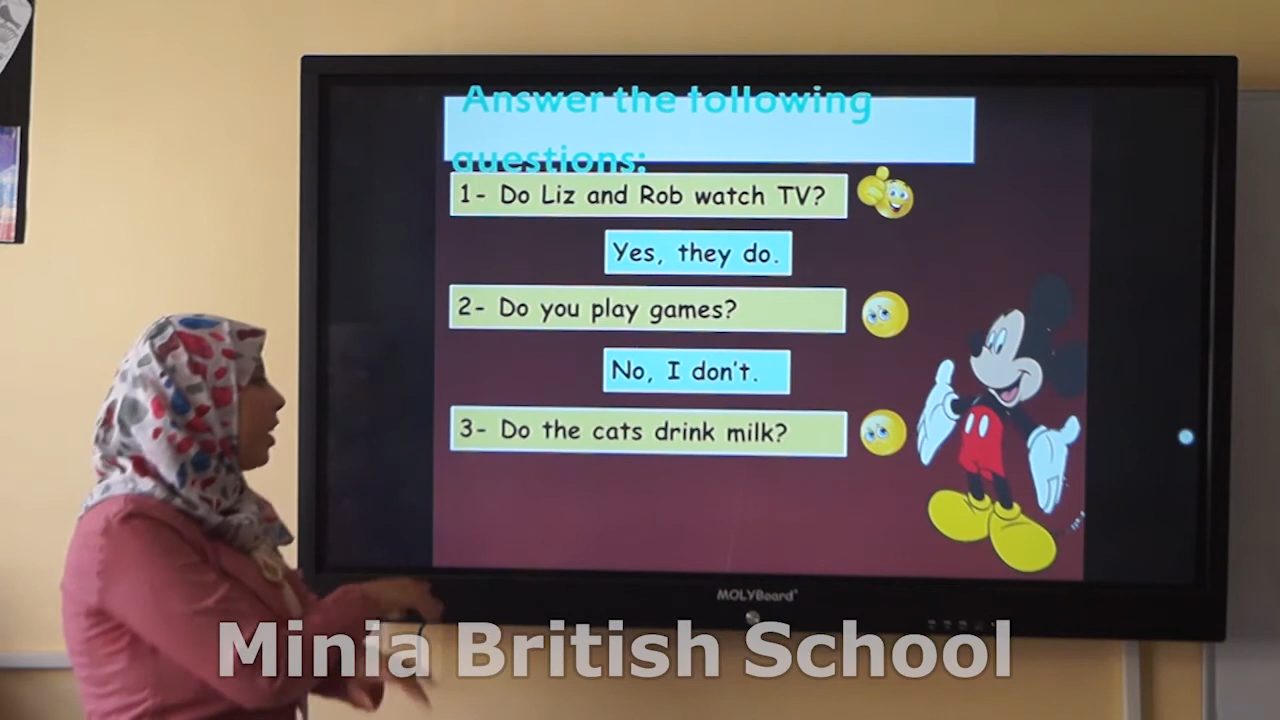 Answer the following
questions:
1- Do Liz and Rob watch TV?
Yes, they do.
2- Do you play games?
No, I don't.
3- Do the cats drink milk?
MOLYBoard
Minia British School